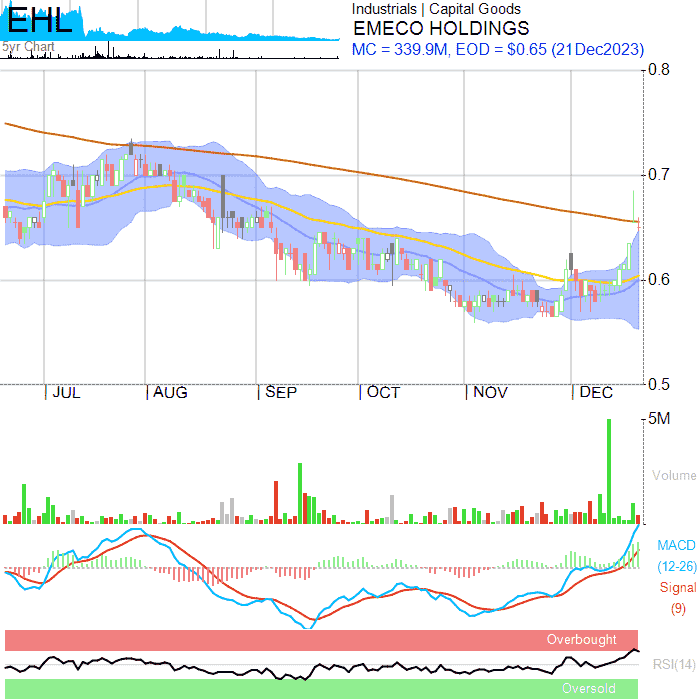 EHL
5yr Chart
Industrials | Capital Goods
EMECO HOLDINGS
MC = 339.9M, EOD = $0.65 (21Dec2023)
0.8
0.7
0.6
0.5
JUL AUG SEP OCT NOV DEC
5M
Volume
MACD
(12-26)
Signal
(9)
Overbought
RSI(14)
Oversold